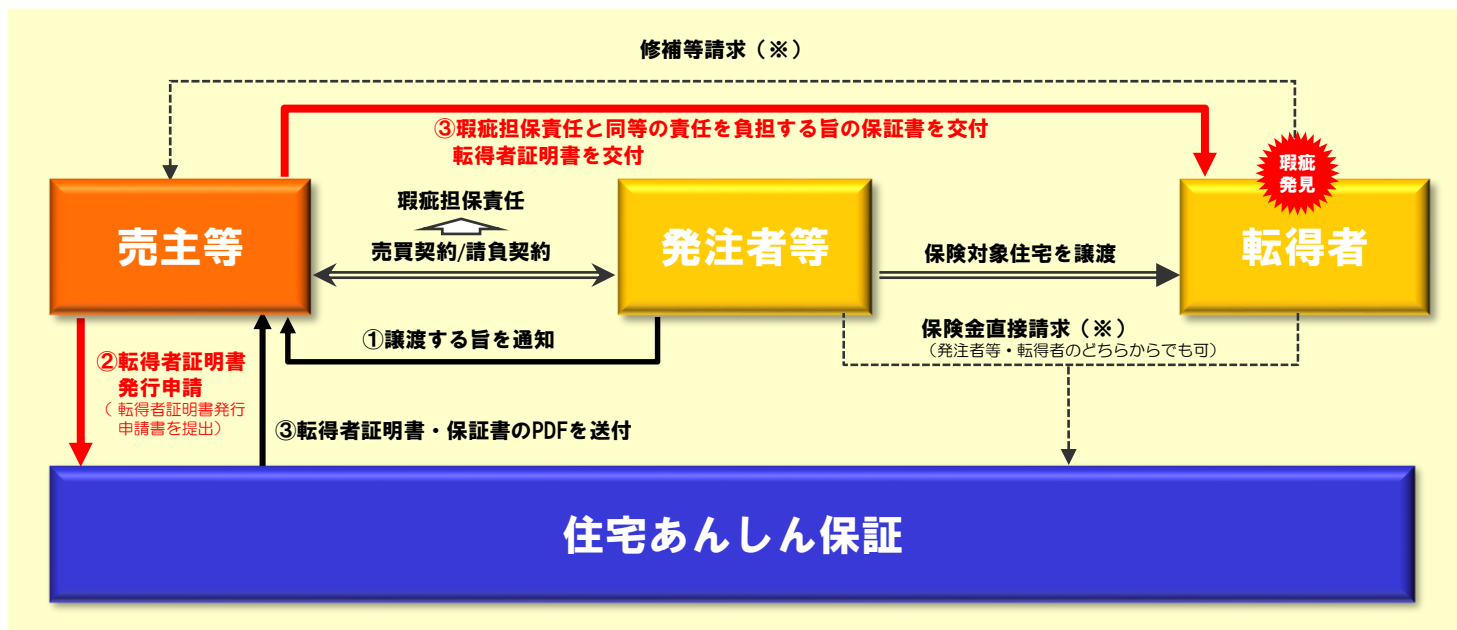 修補等請求（※）
③瑕疵担保責任と同等の責任を負担する旨の保証書を交付
転得者証明書を交付
瑕疵
発見
売主等
瑕疵担保責任
売買契約/請負契約
発注者等
保険対象住宅を譲渡
転得者
①譲渡する旨を通知
保険金直接請求（※）
（発注者等・転得者のどちらからでも可）
②転得者証明書
発行申請
（ 転得者証明書発行
申請書を提出）
③転得者証明書・保証書のPDFを送付
住宅あんしん保証